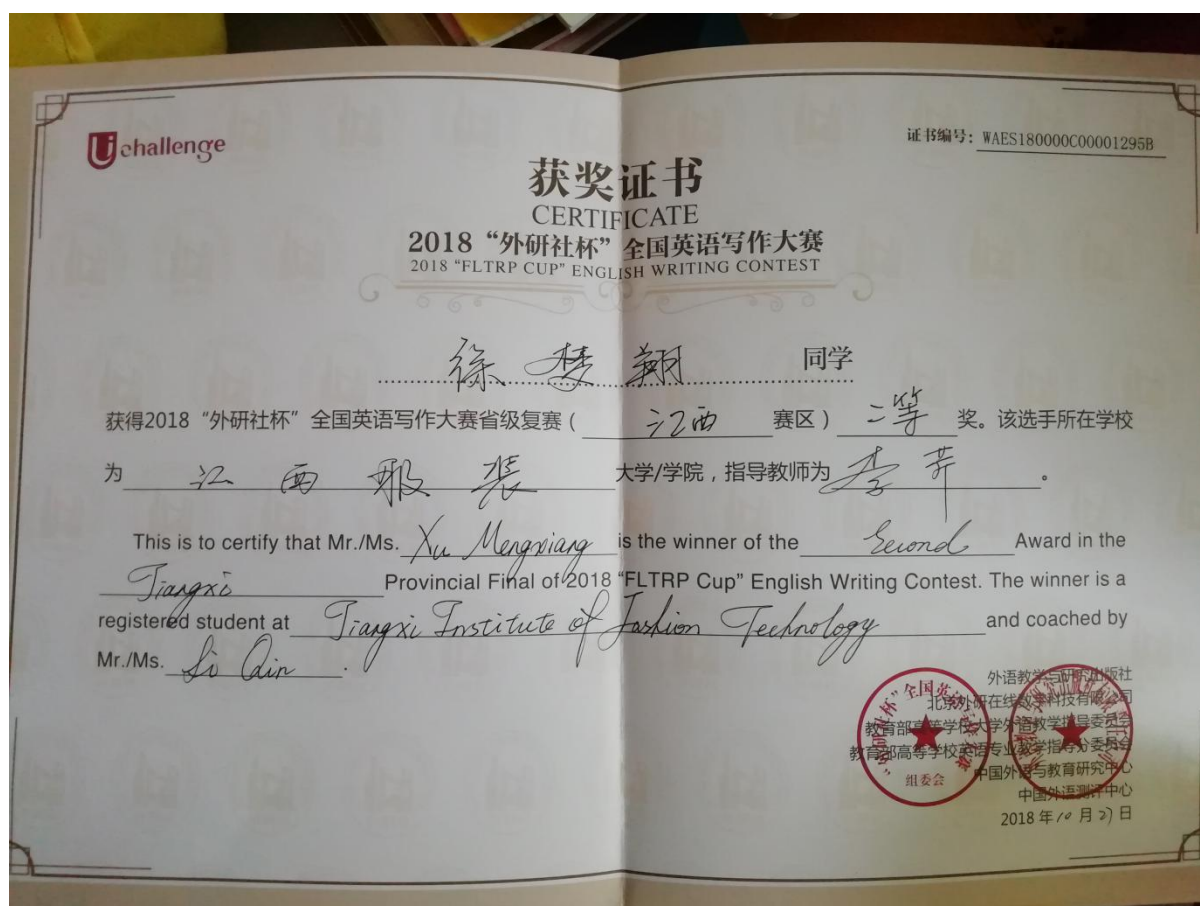 Uchallenge
证书编号：WAES180000C00001295B
获奖证书
CERTIFICATE
2018“外研社杯”全国英语写作大赛
2018 “FLTRP CUP” ENGLISH WRITING CONTEST
徐梦翔 同学
获得2018“外研社杯”全国英语写作大赛省级复赛（江西赛区）二等奖。该选手所在学校
为江西服装大学/学院，指导教师为李芹。
This is to certify that Mr./Ms. Xu Mengxiang is the winner of the Second Award in the
Jiangxi Provincial Final of 2018 “FLTRP Cup” English Writing Contest. The winner is a
registered student at Jiangxi Institute of Fashion Technology and coached by
Mr./Ms. Li Qin .
外语教学与研究出版社
北京外研在线教育科技有限公司
教育部高等学校大学外语教学指导委员会
教育部高等学校英语专业教学指导分委员会
中国外语与教育研究中心
中国外语测评中心
2018年10月27日
组委会